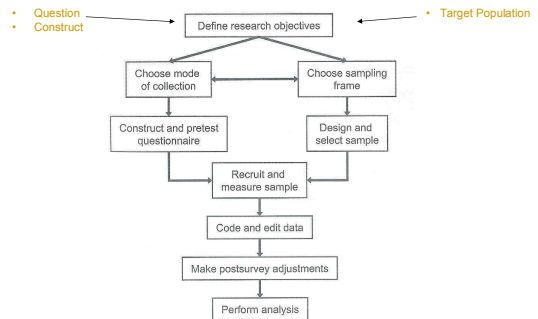 • Question
• Construct
• Target Population
Define research objectives
Choose mode
of collection
Choose sampling
frame
Construct and pretest
questionnaire
Design and
select sample
Recruit and
measure sample
Code and edit data
Make postsurvey adjustments
Perform analysis